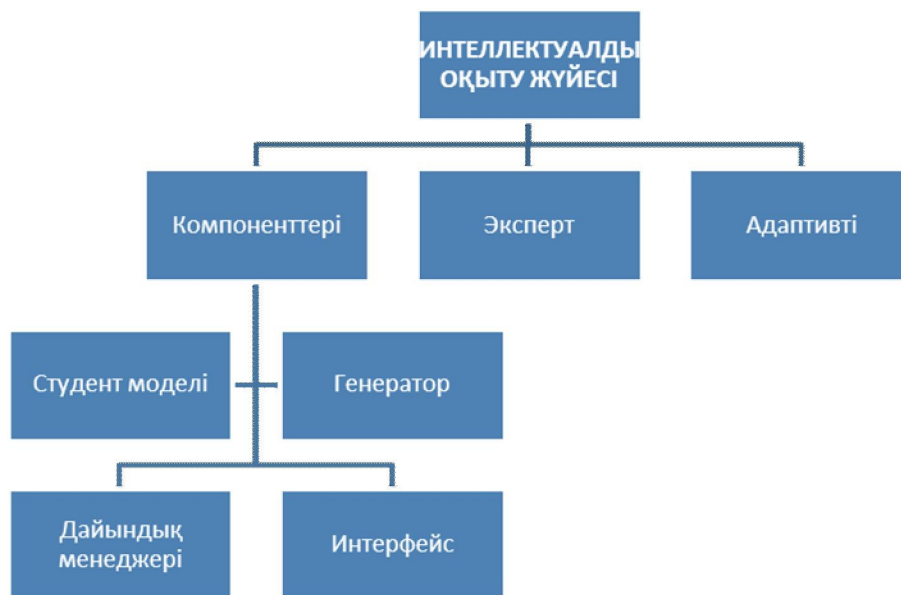 ИНТЕЛЛЕКТУАЛДЫ
ОҚЫТУ ЖҮЙЕСІ
Компоненттері
Эксперт
Адаптивті
Студент моделі
Генератор
Дайындық
менеджері
Интерфейс